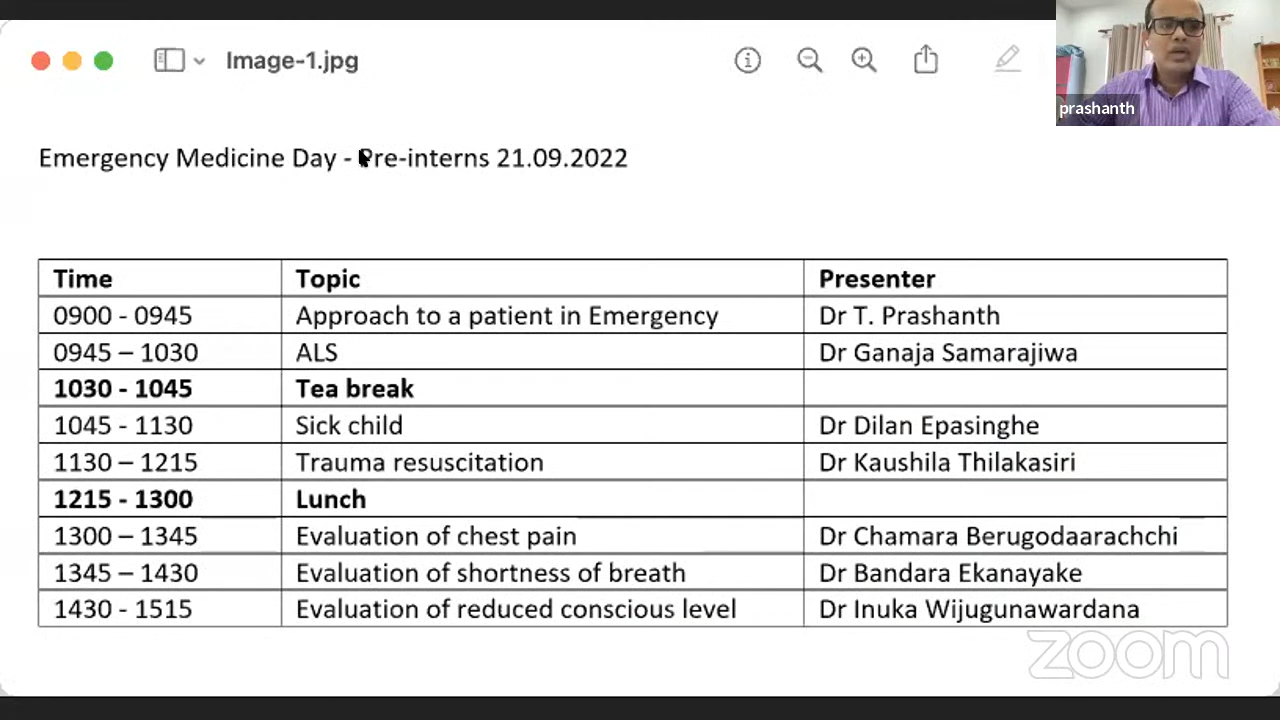 Image-1.jpg
prashanth
Emergency Medicine Day - Pre-interns 21.09.2022
Time Topic Presenter
0900 - 0945 Approach to a patient in Emergency Dr T. Prashanth
0945 – 1030 ALS Dr Ganaja Samarajiwa
1030 - 1045 Tea break
1045 - 1130 Sick child Dr Dilan Epasinghe
1130 – 1215 Trauma resuscitation Dr Kaushila Thilakasiri
1215 - 1300 Lunch
1300 – 1345 Evaluation of chest pain Dr Chamara Berugodaarachchi
1345 – 1430 Evaluation of shortness of breath Dr Bandara Ekanayake
1430 - 1515 Evaluation of reduced conscious level Dr Inuka Wijugunawardana
zoom